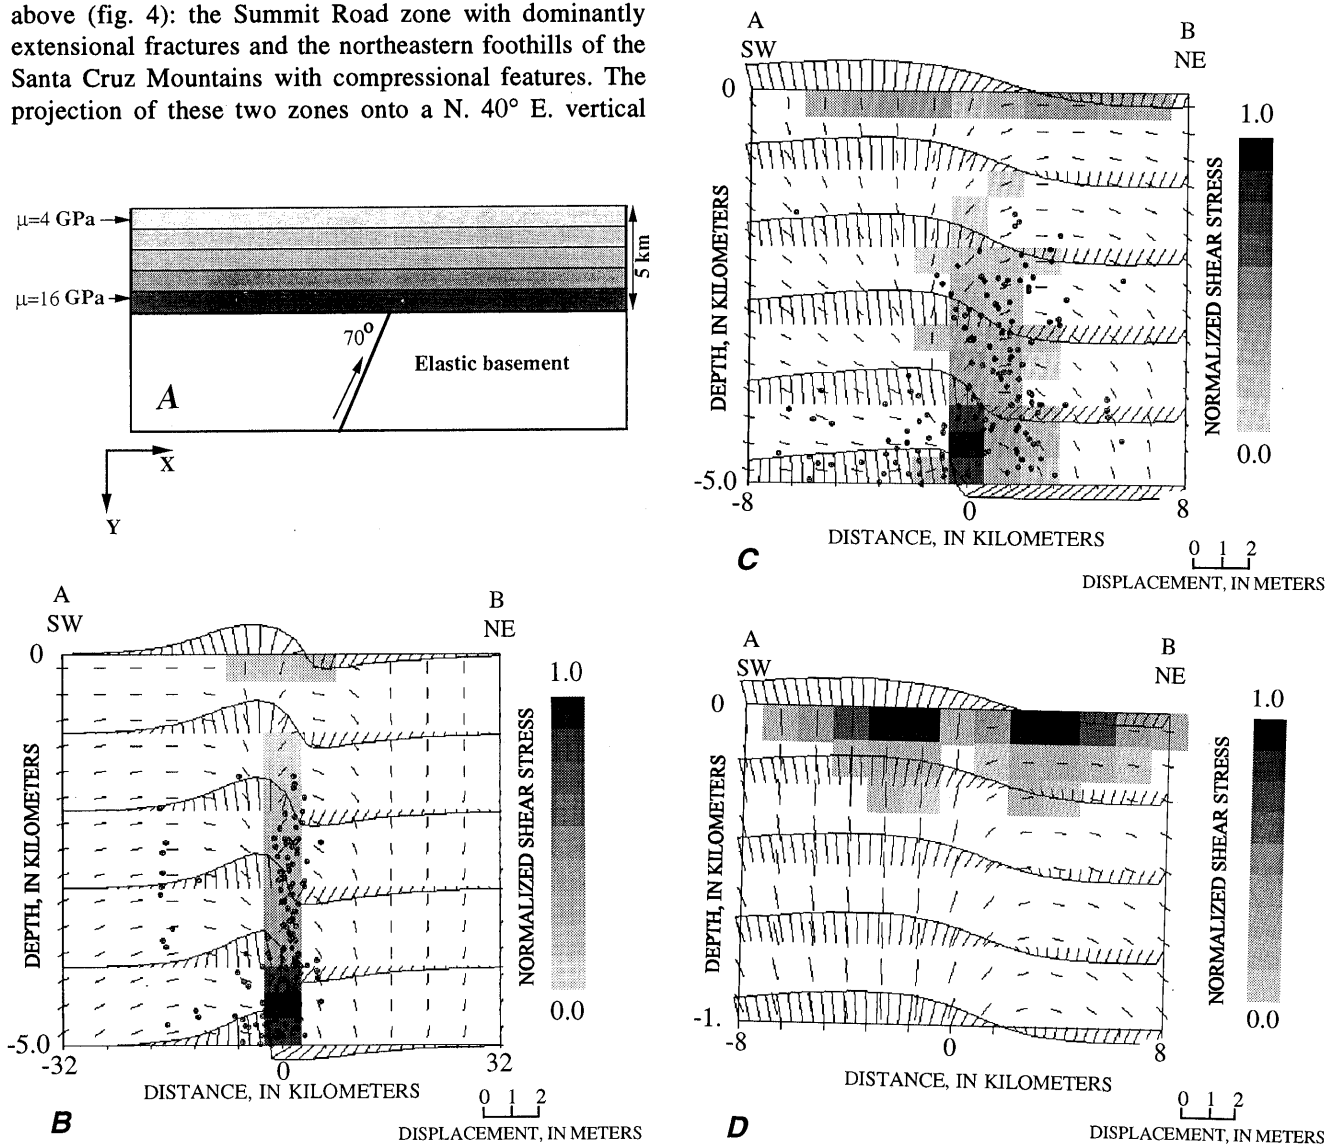 above (fig. 4): the Summit Road zone with dominantly
extensional fractures and the northeastern foothills of the
Santa Cruz Mountains with compressional features. The
projection of these two zones onto a N. 40° E. vertical
μ=4 GPa
μ=16 GPa
5 km
70°
Elastic basement
A
X
Y
A
SW
B
NE
0
-5.0
DEPTH, IN KILOMETERS
-32
0
32
DISTANCE, IN KILOMETERS
1.0
NORMALIZED SHEAR STRESS
0.0
0 1 2
DISPLACEMENT, IN METERS
B
A
SW
B
NE
0
-5.0
DEPTH, IN KILOMETERS
-8
0
8
DISTANCE, IN KILOMETERS
1.0
NORMALIZED SHEAR STRESS
0.0
0 1 2
DISPLACEMENT, IN METERS
C
A
SW
B
NE
0
-1.
DEPTH, IN KILOMETERS
-8
0
8
DISTANCE, IN KILOMETERS
1.0
NORMALIZED SHEAR STRESS
0.0
0 1 2
DISPLACEMENT, IN METERS
D